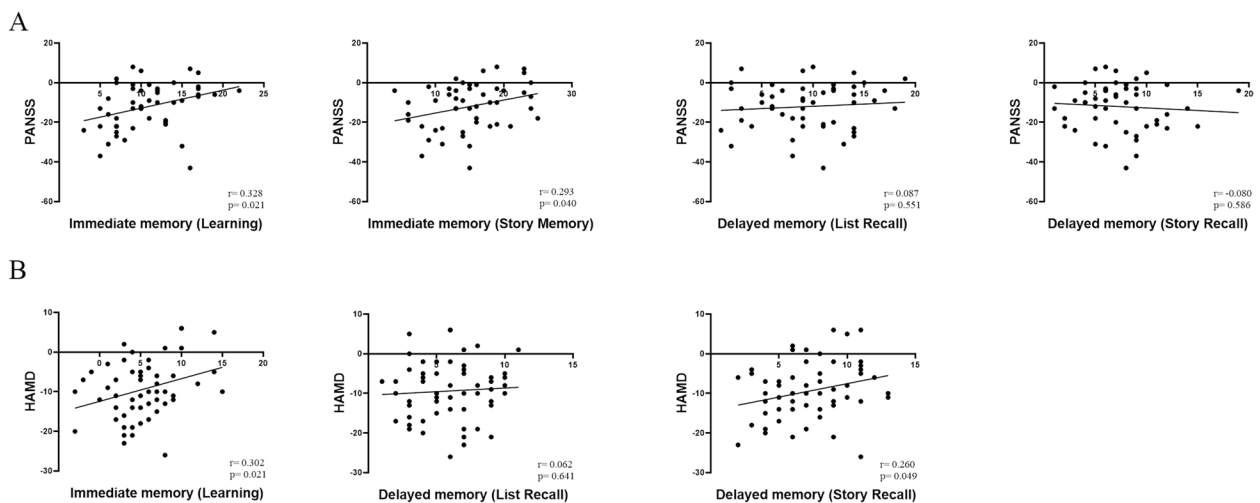 A
20
0
-20
-40
-60
5
10
15
20
25
PANSS
r= 0.328
p= 0.021
Immediate memory (Learning)
20
0
-20
-40
-60
10
20
30
PANSS
r= 0.293
p= 0.040
Immediate memory (Story Memory)
20
0
-20
-40
-60
5
10
15
20
PANSS
r= 0.087
p= 0.551
Delayed memory (List Recall)
20
0
-20
-40
-60
5
10
15
20
PANSS
r= -0.080
p= 0.586
Delayed memory (Story Recall)
B
10
0
-10
-20
-30
0
5
10
15
20
HAMD
r= 0.302
p= 0.021
Immediate memory (Learning)
10
0
-10
-20
-30
5
10
15
HAMD
r= 0.062
p= 0.641
Delayed memory (List Recall)
10
0
-10
-20
-30
5
10
15
HAMD
r= 0.260
p= 0.049
Delayed memory (Story Recall)